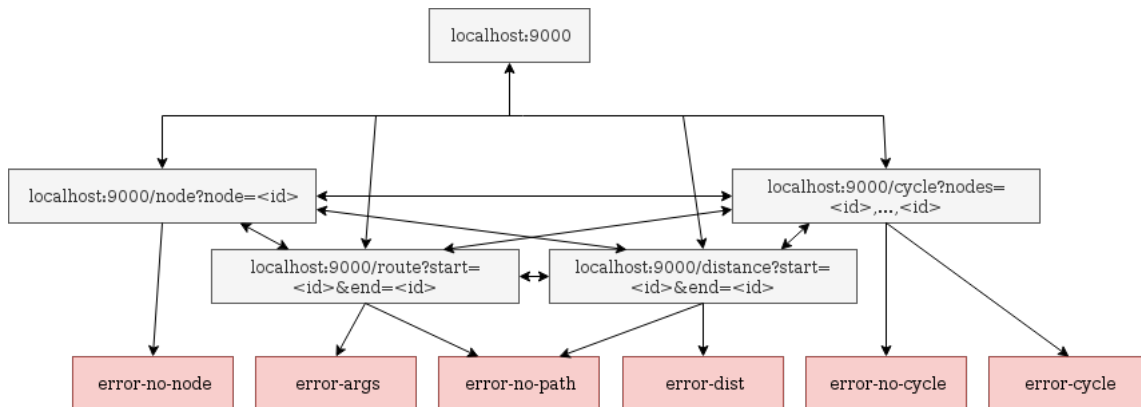 localhost:9000
localhost:9000/node?node=<id>
localhost:9000/cycle?nodes=
<id>,...,<id>
localhost:9000/route?start=
<id>&end=<id>
localhost:9000/distance?start=
<id>&end=<id>
error-no-node
error-args
error-no-path
error-dist
error-no-cycle
error-cycle